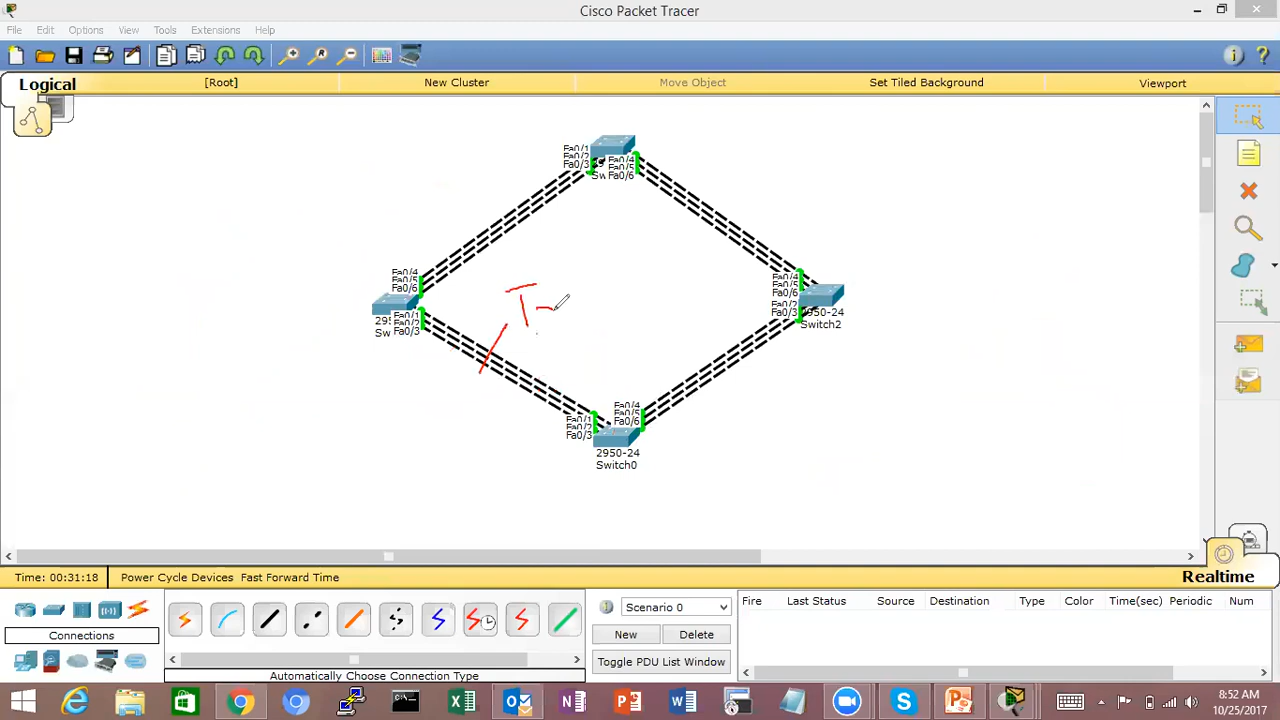 Cisco Packet Tracer
File Edit Options View Tools Extensions Help
Logical [Root] New Cluster Move Object Set Tiled Background Viewport
Fa0/1
Fa0/2
Fa0/3
Fa0/4
Fa0/5
Sw Fa0/6
Fa0/4
Fa0/5
Fa0/6
Fa0/1
295 Fa0/2
Sw Fa0/3
Fa0/4
Fa0/5
Fa0/6
Fa0/2
Fa0/3 2950-24
Switch2
Fa0/4
Fa0/5
Fa0/6
Fa0/1
Fa0/2
Fa0/3
2950-24
Switch0
Time: 00:31:18 Power Cycle Devices Fast Forward Time Realtime
Connections
Automatically Choose Connection Type
Scenario 0
New Delete
Toggle PDU List Window
Fire Last Status Source Destination Type Color Time(sec) Periodic Num
8:52 AM
10/25/2017